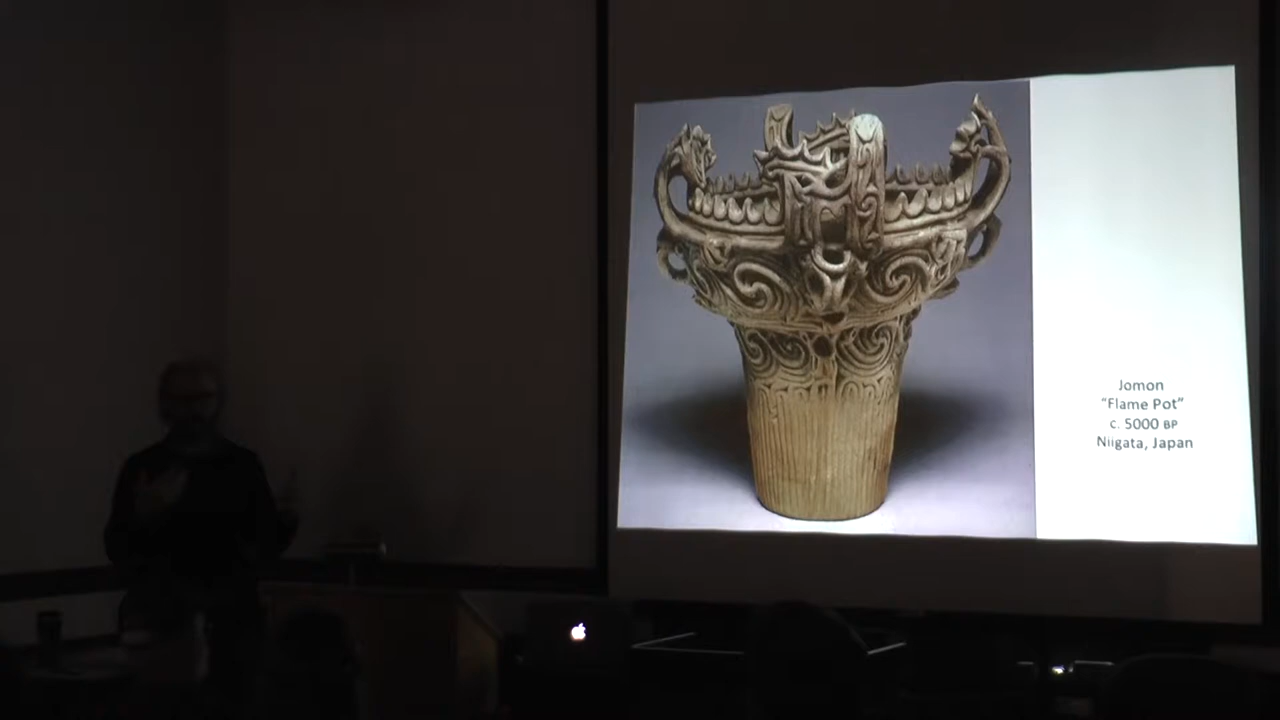 Jomon
“Flame Pot”
c. 5000 BP
Niigata, Japan